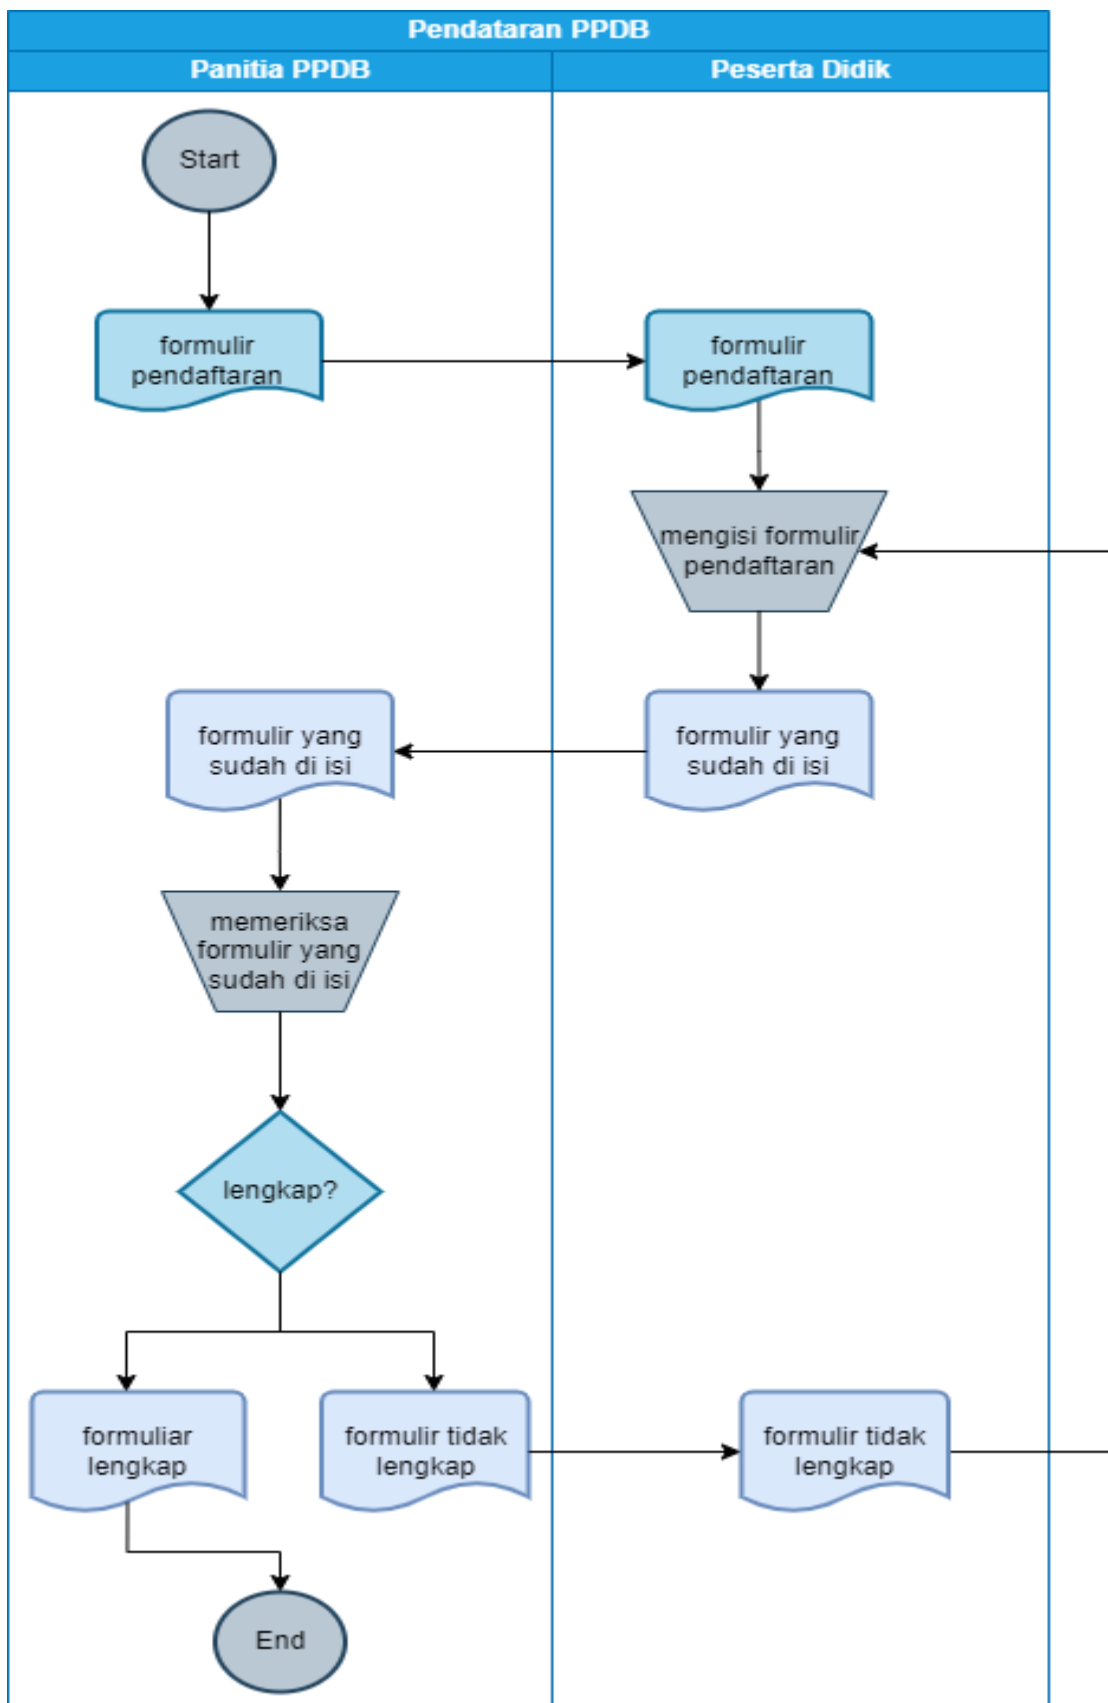 Pendataran PPDB
Panitia PPDB
Peserta Didik
Start
formulir
pendaftaran
formulir
pendaftaran
mengisi formulir
pendaftaran
formulir yang
sudah di isi
formulir yang
sudah di isi
memeriksa
formulir yang
sudah di isi
lengkap?
formuliar
lengkap
formulir tidak
lengkap
formulir tidak
lengkap
End